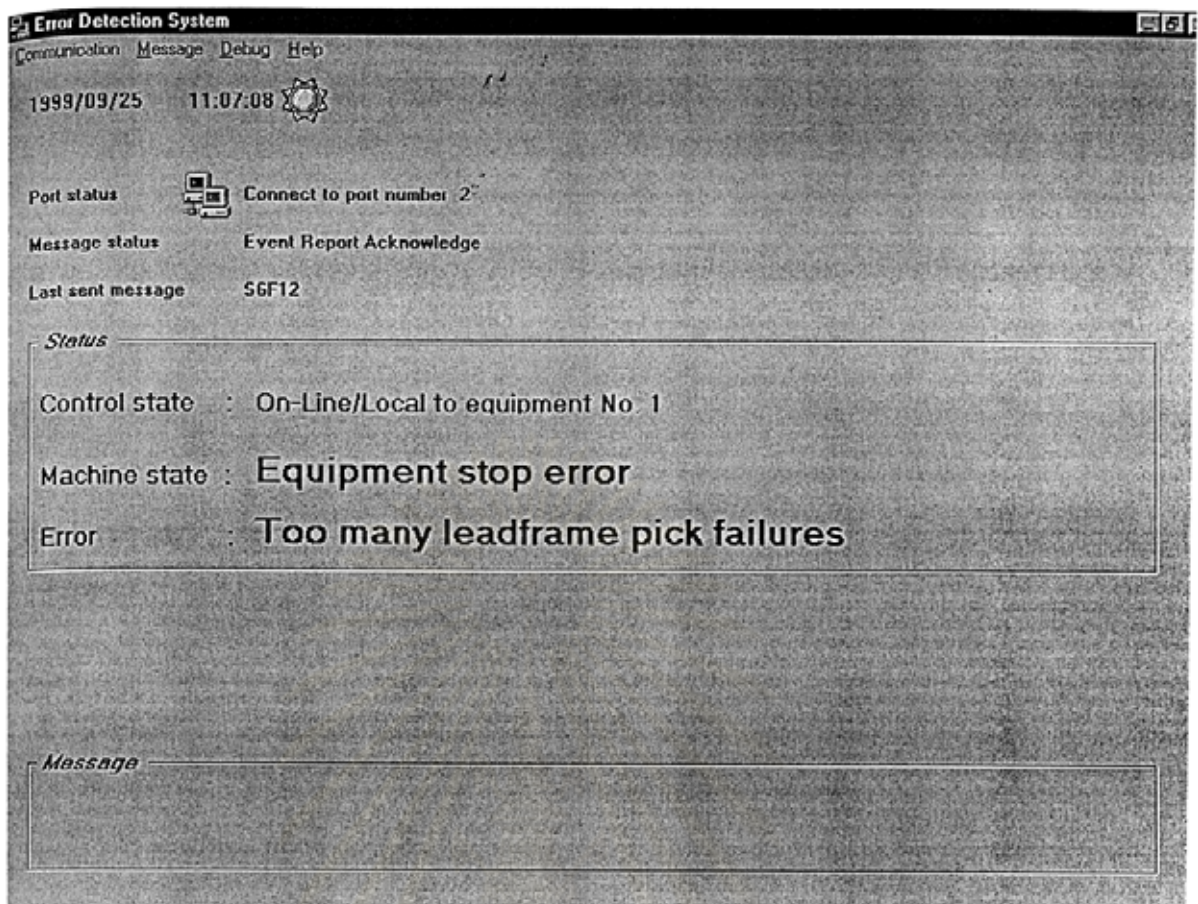 Error Detection System
Communication Message Debug Help
1999/09/25 11:07:08
Port status Connect to port number 2
Message status Event Report Acknowledge
Last sent message S6F12
Status
Control state : On-Line/Local to equipment No 1
Machine state : Equipment stop error
Error : Too many leadframe pick failures
Message